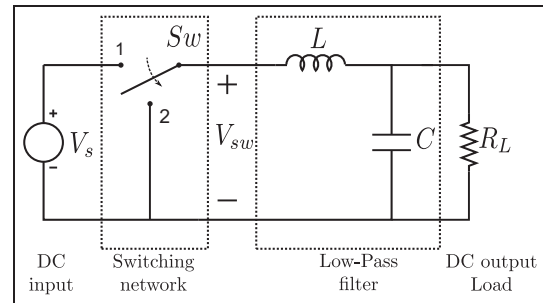 Sw
L
1
+
+
2
V_s
V_sw
C
R_L
−
−
DC input
Switching network
Low-Pass filter
DC output Load